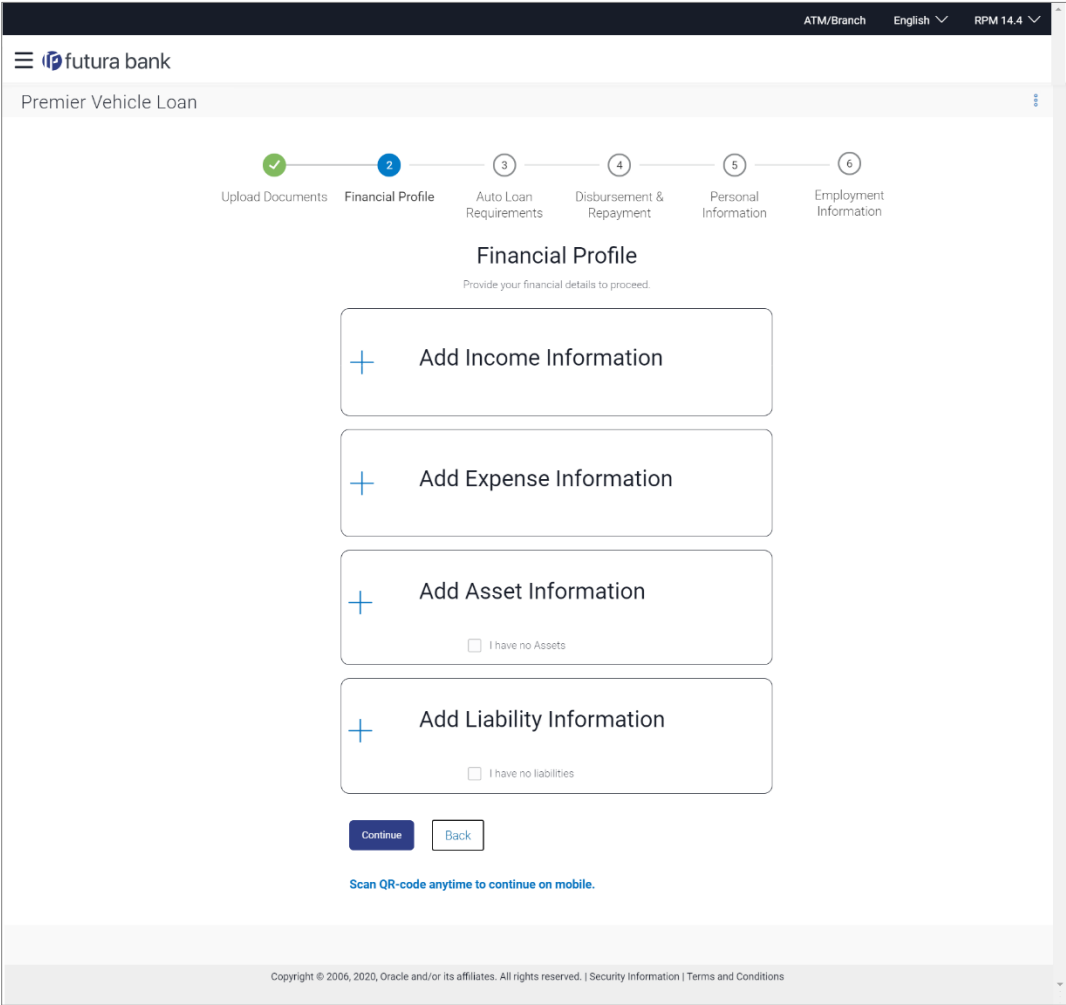 ATM/Branch English RPM 14.4
futura bank
Premier Vehicle Loan
2 3 4 5 6
Upload Documents Financial Profile Auto Loan Requirements Disbursement & Repayment Personal Information Employment Information
Financial Profile
Provide your financial details to proceed.
Add Income Information
Add Expense Information
Add Asset Information
I have no Assets
Add Liability Information
I have no liabilities
Continue Back
Scan QR-code anytime to continue on mobile.
Copyright © 2006, 2020, Oracle and/or its affiliates. All rights reserved. | Security Information | Terms and Conditions